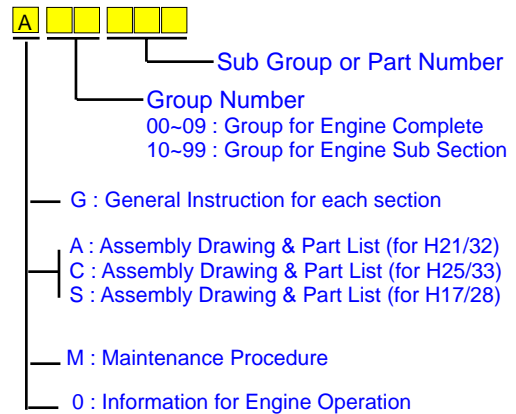 A
Sub Group or Part Number
Group Number
00~09 : Group for Engine Complete
10~99 : Group for Engine Sub Section
G : General Instruction for each section
A : Assembly Drawing & Part List (for H21/32)
C : Assembly Drawing & Part List (for H25/33)
S : Assembly Drawing & Part List (for H17/28)
M : Maintenance Procedure
0 : Information for Engine Operation